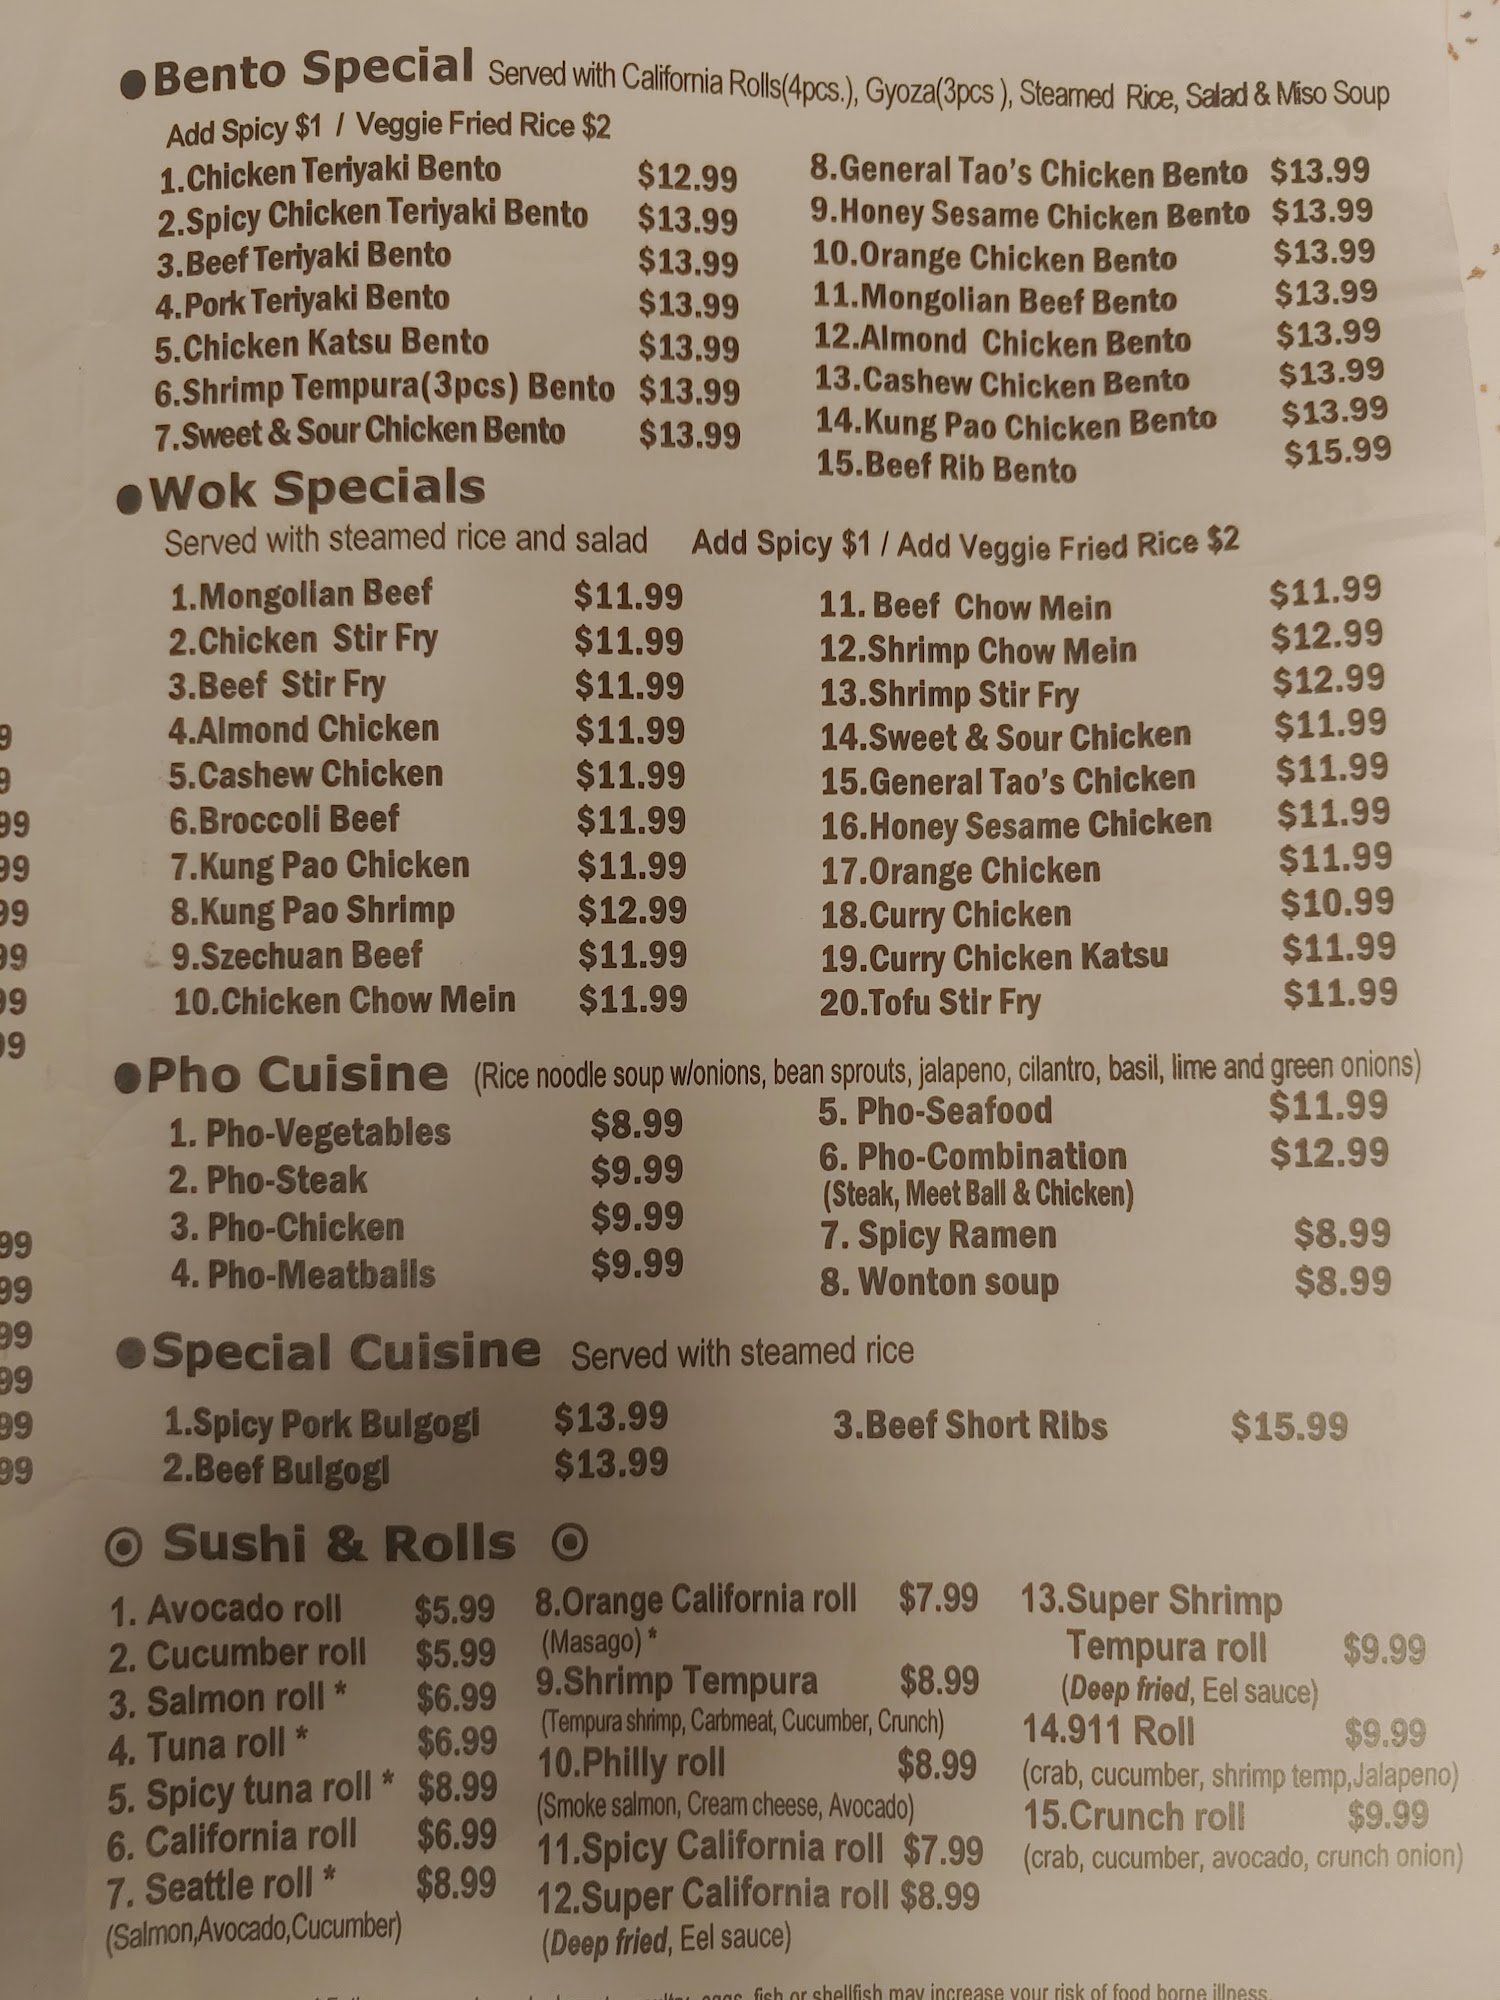 ●Bento Special Served with California Rolls(4pcs.), Gyoza(3pcs ), Steamed Rice, Salad & Miso Soup
Add Spicy $1 / Veggie Fried Rice $2
1.Chicken Teriyaki Bento $12.99
2.Spicy Chicken Teriyaki Bento $13.99
3.Beef Teriyaki Bento $13.99
4.Pork Teriyaki Bento $13.99
5.Chicken Katsu Bento $13.99
6.Shrimp Tempura(3pcs) Bento $13.99
7.Sweet & Sour Chicken Bento $13.99
8.General Tao's Chicken Bento $13.99
9.Honey Sesame Chicken Bento $13.99
10.Orange Chicken Bento $13.99
11.Mongolian Beef Bento $13.99
12.Almond Chicken Bento $13.99
13.Cashew Chicken Bento $13.99
14.Kung Pao Chicken Bento $13.99
15.Beef Rib Bento $15.99
●Wok Specials
Served with steamed rice and salad Add Spicy $1 / Add Veggie Fried Rice $2
1.Mongolian Beef $11.99
2.Chicken Stir Fry $11.99
3.Beef Stir Fry $11.99
4.Almond Chicken $11.99
5.Cashew Chicken $11.99
6.Broccoli Beef $11.99
7.Kung Pao Chicken $11.99
8.Kung Pao Shrimp $12.99
9.Szechuan Beef $11.99
10.Chicken Chow Mein $11.99
11. Beef Chow Mein $11.99
12.Shrimp Chow Mein $12.99
13.Shrimp Stir Fry $12.99
14.Sweet & Sour Chicken $11.99
15.General Tao's Chicken $11.99
16.Honey Sesame Chicken $11.99
17.Orange Chicken $11.99
18.Curry Chicken $10.99
19.Curry Chicken Katsu $11.99
20.Tofu Stir Fry $11.99
●Pho Cuisine (Rice noodle soup w/onions, bean sprouts, jalapeno, cilantro, basil, lime and green onions)
1. Pho-Vegetables $8.99
2. Pho-Steak $9.99
3. Pho-Chicken $9.99
4. Pho-Meatballs $9.99
5. Pho-Seafood $11.99
6. Pho-Combination $12.99
(Steak, Meet Ball & Chicken)
7. Spicy Ramen $8.99
8. Wonton soup $8.99
●Special Cuisine Served with steamed rice
1.Spicy Pork Bulgogi $13.99
2.Beef Bulgogi $13.99
3.Beef Short Ribs $15.99
Sushi & Rolls
1. Avocado roll $5.99
2. Cucumber roll $5.99
3. Salmon roll * $6.99
4. Tuna roll * $6.99
5. Spicy tuna roll * $8.99
6. California roll $6.99
7. Seattle roll * $8.99
(Salmon,Avocado,Cucumber)
8.Orange California roll $7.99
(Masago) *
9.Shrimp Tempura $8.99
(Tempura shrimp, Carbmeat, Cucumber, Crunch)
10.Philly roll $8.99
(Smoke salmon, Cream cheese, Avocado)
11.Spicy California roll $7.99
12.Super California roll $8.99
(Deep fried, Eel sauce)
13.Super Shrimp
Tempura roll $9.99
(Deep fried, Eel sauce)
14.911 Roll $9.99
(crab, cucumber, shrimp temp,Jalapeno)
15.Crunch roll $9.99
(crab, cucumber, avocado, crunch onion)
fish or shellfish may increase your risk of food borne illness.